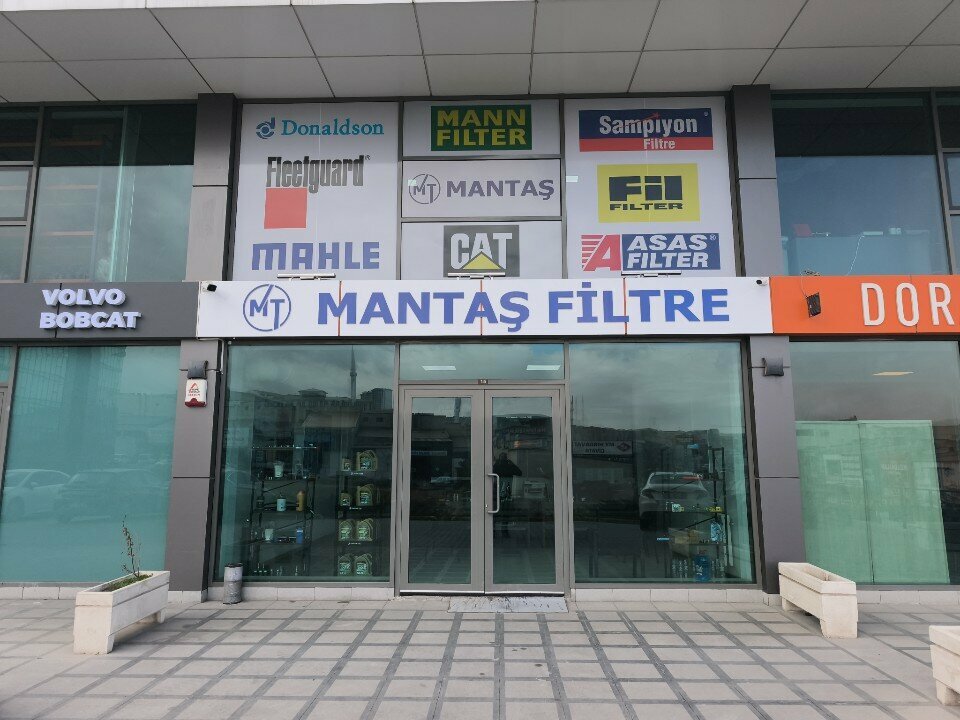 Donaldson
Fleetguard
MAHLE
MANN
FILTER
MT MANTAŞ
CAT
Sampiyon
Filtre
Fil
FILTER
ASAS
FILTER
VOLVO
BOBCAT
MT MANTAŞ FİLTRE
DOR